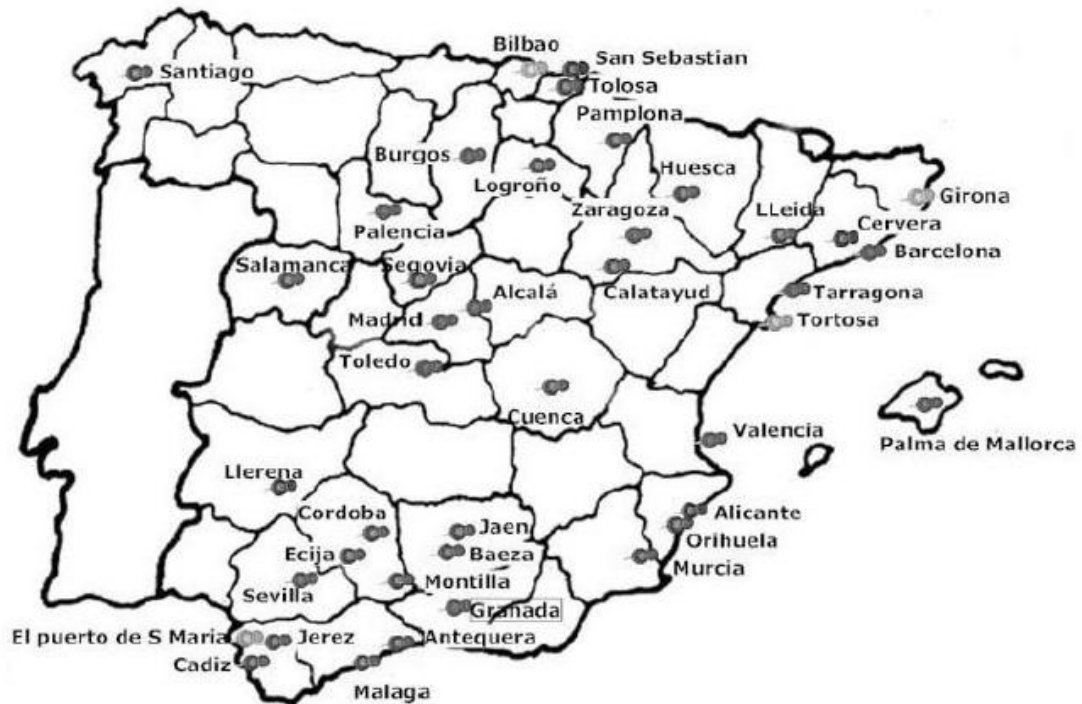 Bilbao
San Sebastian
Santiago
Tolosa
Pamplona
Burgos
Logroño
Huesca
Zaragoza
LLeida
Girona
Cervera
Palencia
Barcelona
Salamanca
Segovia
Alcalá
Calatayud
Tarragona
Madrid
Tortosa
Toledo
Cuenca
Valencia
Palma de Mallorca
Llerena
Cordoba
Jaen
Alicante
Orihuela
Ecija
Baeza
Murcia
Sevilla
Montilla
Granada
El puerto de S Maria
Jerez
Antequera
Cadiz
Malaga